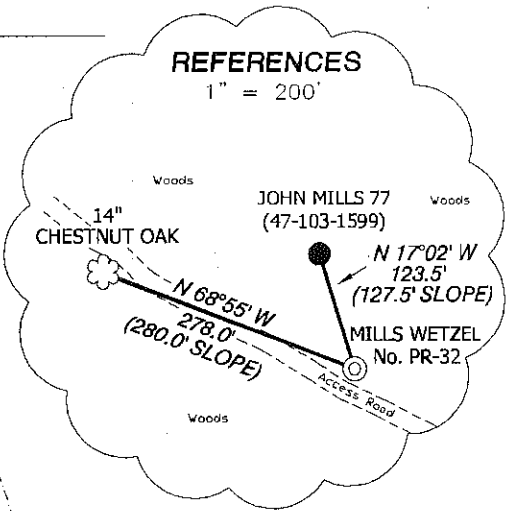 REFERENCES
1" = 200'
Woods
JOHN MILLS 77
(47-103-1599)
Woods
14"
CHESTNUT OAK
N 17°02' W
123.5'
(127.5' SLOPE)
N 68°55' W
278.0'
(280.0' SLOPE)
MILLS WETZEL
No. PR-32
Access Road
Woods